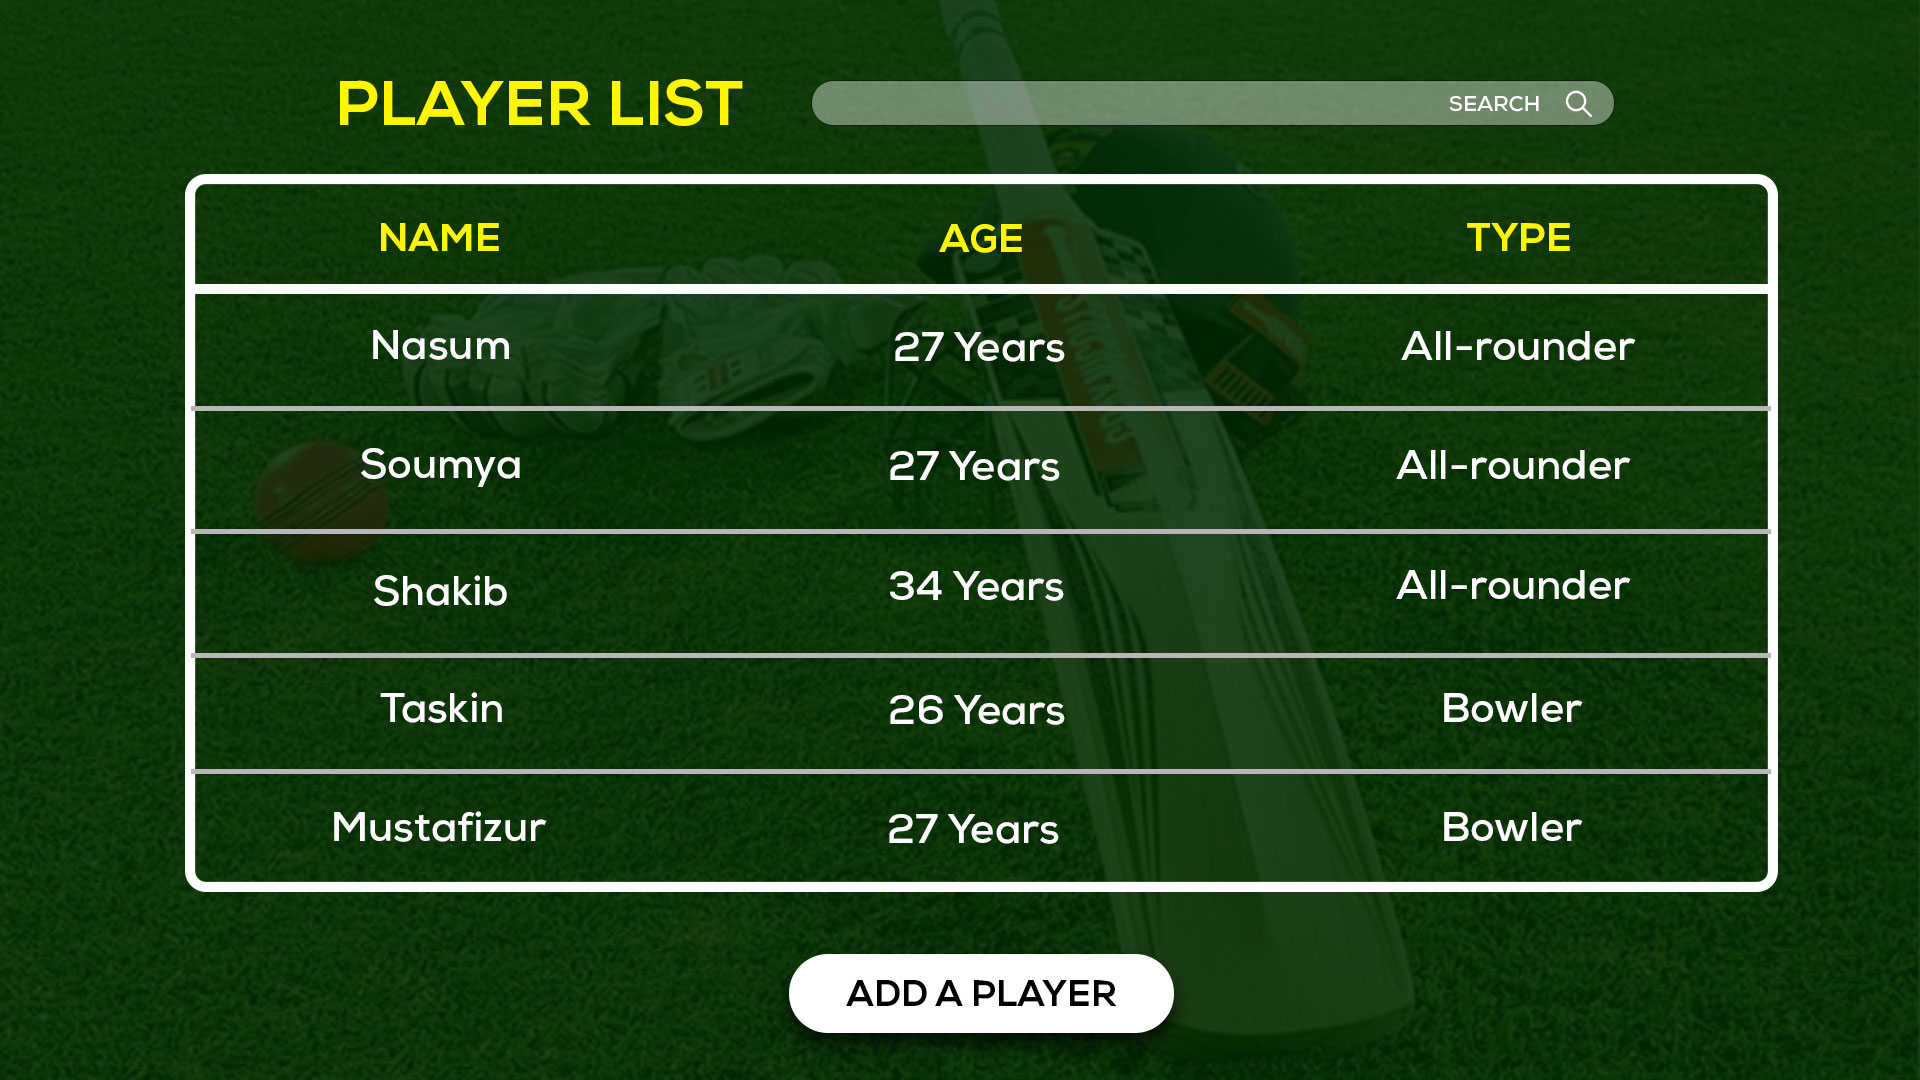 PLAYER LIST
SEARCH
NAME AGE TYPE
Nasum 27 Years All-rounder
Soumya 27 Years All-rounder
Shakib 34 Years All-rounder
Taskin 26 Years Bowler
Mustafizur 27 Years Bowler
ADD A PLAYER